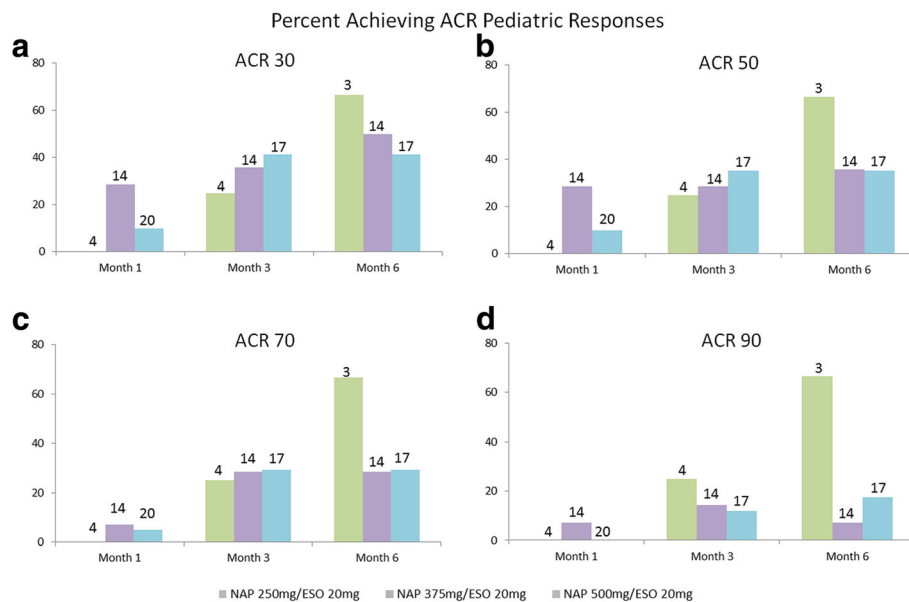 Percent Achieving ACR Pediatric Responses
a
ACR 30
80
60
40
20
0
4
14
20
4
14
17
3
14
17
Month 1
Month 3
Month 6
b
ACR 50
80
60
40
20
0
4
14
20
4
14
17
3
14
17
Month 1
Month 3
Month 6
c
ACR 70
80
60
40
20
0
4
14
20
4
14
17
3
14
17
Month 1
Month 3
Month 6
d
ACR 90
80
60
40
20
0
4
14
20
4
14
17
3
14
17
Month 1
Month 3
Month 6
NAP 250mg/ESO 20mg NAP 375mg/ESO 20mg NAP 500mg/ESO 20mg